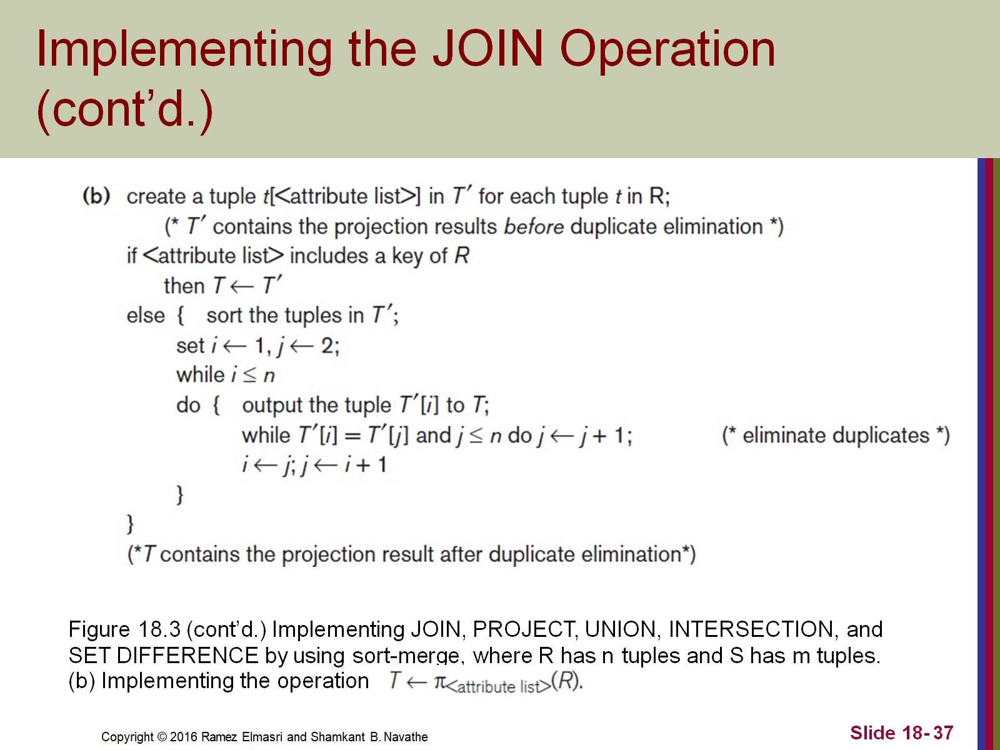 Implementing the JOIN Operation
(cont’d.)
(b) create a tuple t[<attribute list>] in T′ for each tuple t in R;
(* T′ contains the projection results before duplicate elimination *)
if <attribute list> includes a key of R
then T ← T′
else { sort the tuples in T′;
set i ← 1, j ← 2;
while i ≤ n
do { output the tuple T′[i] to T;
while T′[i] = T′[j] and j ≤ n do j ← j + 1; (* eliminate duplicates *)
i ← j; j ← i + 1
}
}
(*T contains the projection result after duplicate elimination*)
Figure 18.3 (cont’d.) Implementing JOIN, PROJECT, UNION, INTERSECTION, and
SET DIFFERENCE by using sort-merge, where R has n tuples and S has m tuples.
(b) Implementing the operation T ← π<attribute list>(R).
Copyright © 2016 Ramez Elmasri and Shamkant B. Navathe
Slide 18- 37